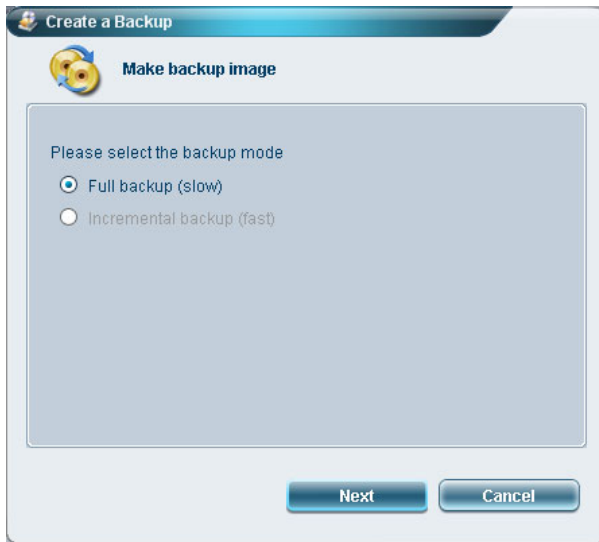 Create a Backup
Make backup image
Please select the backup mode
Full backup (slow)
Incremental backup (fast)
Next
Cancel